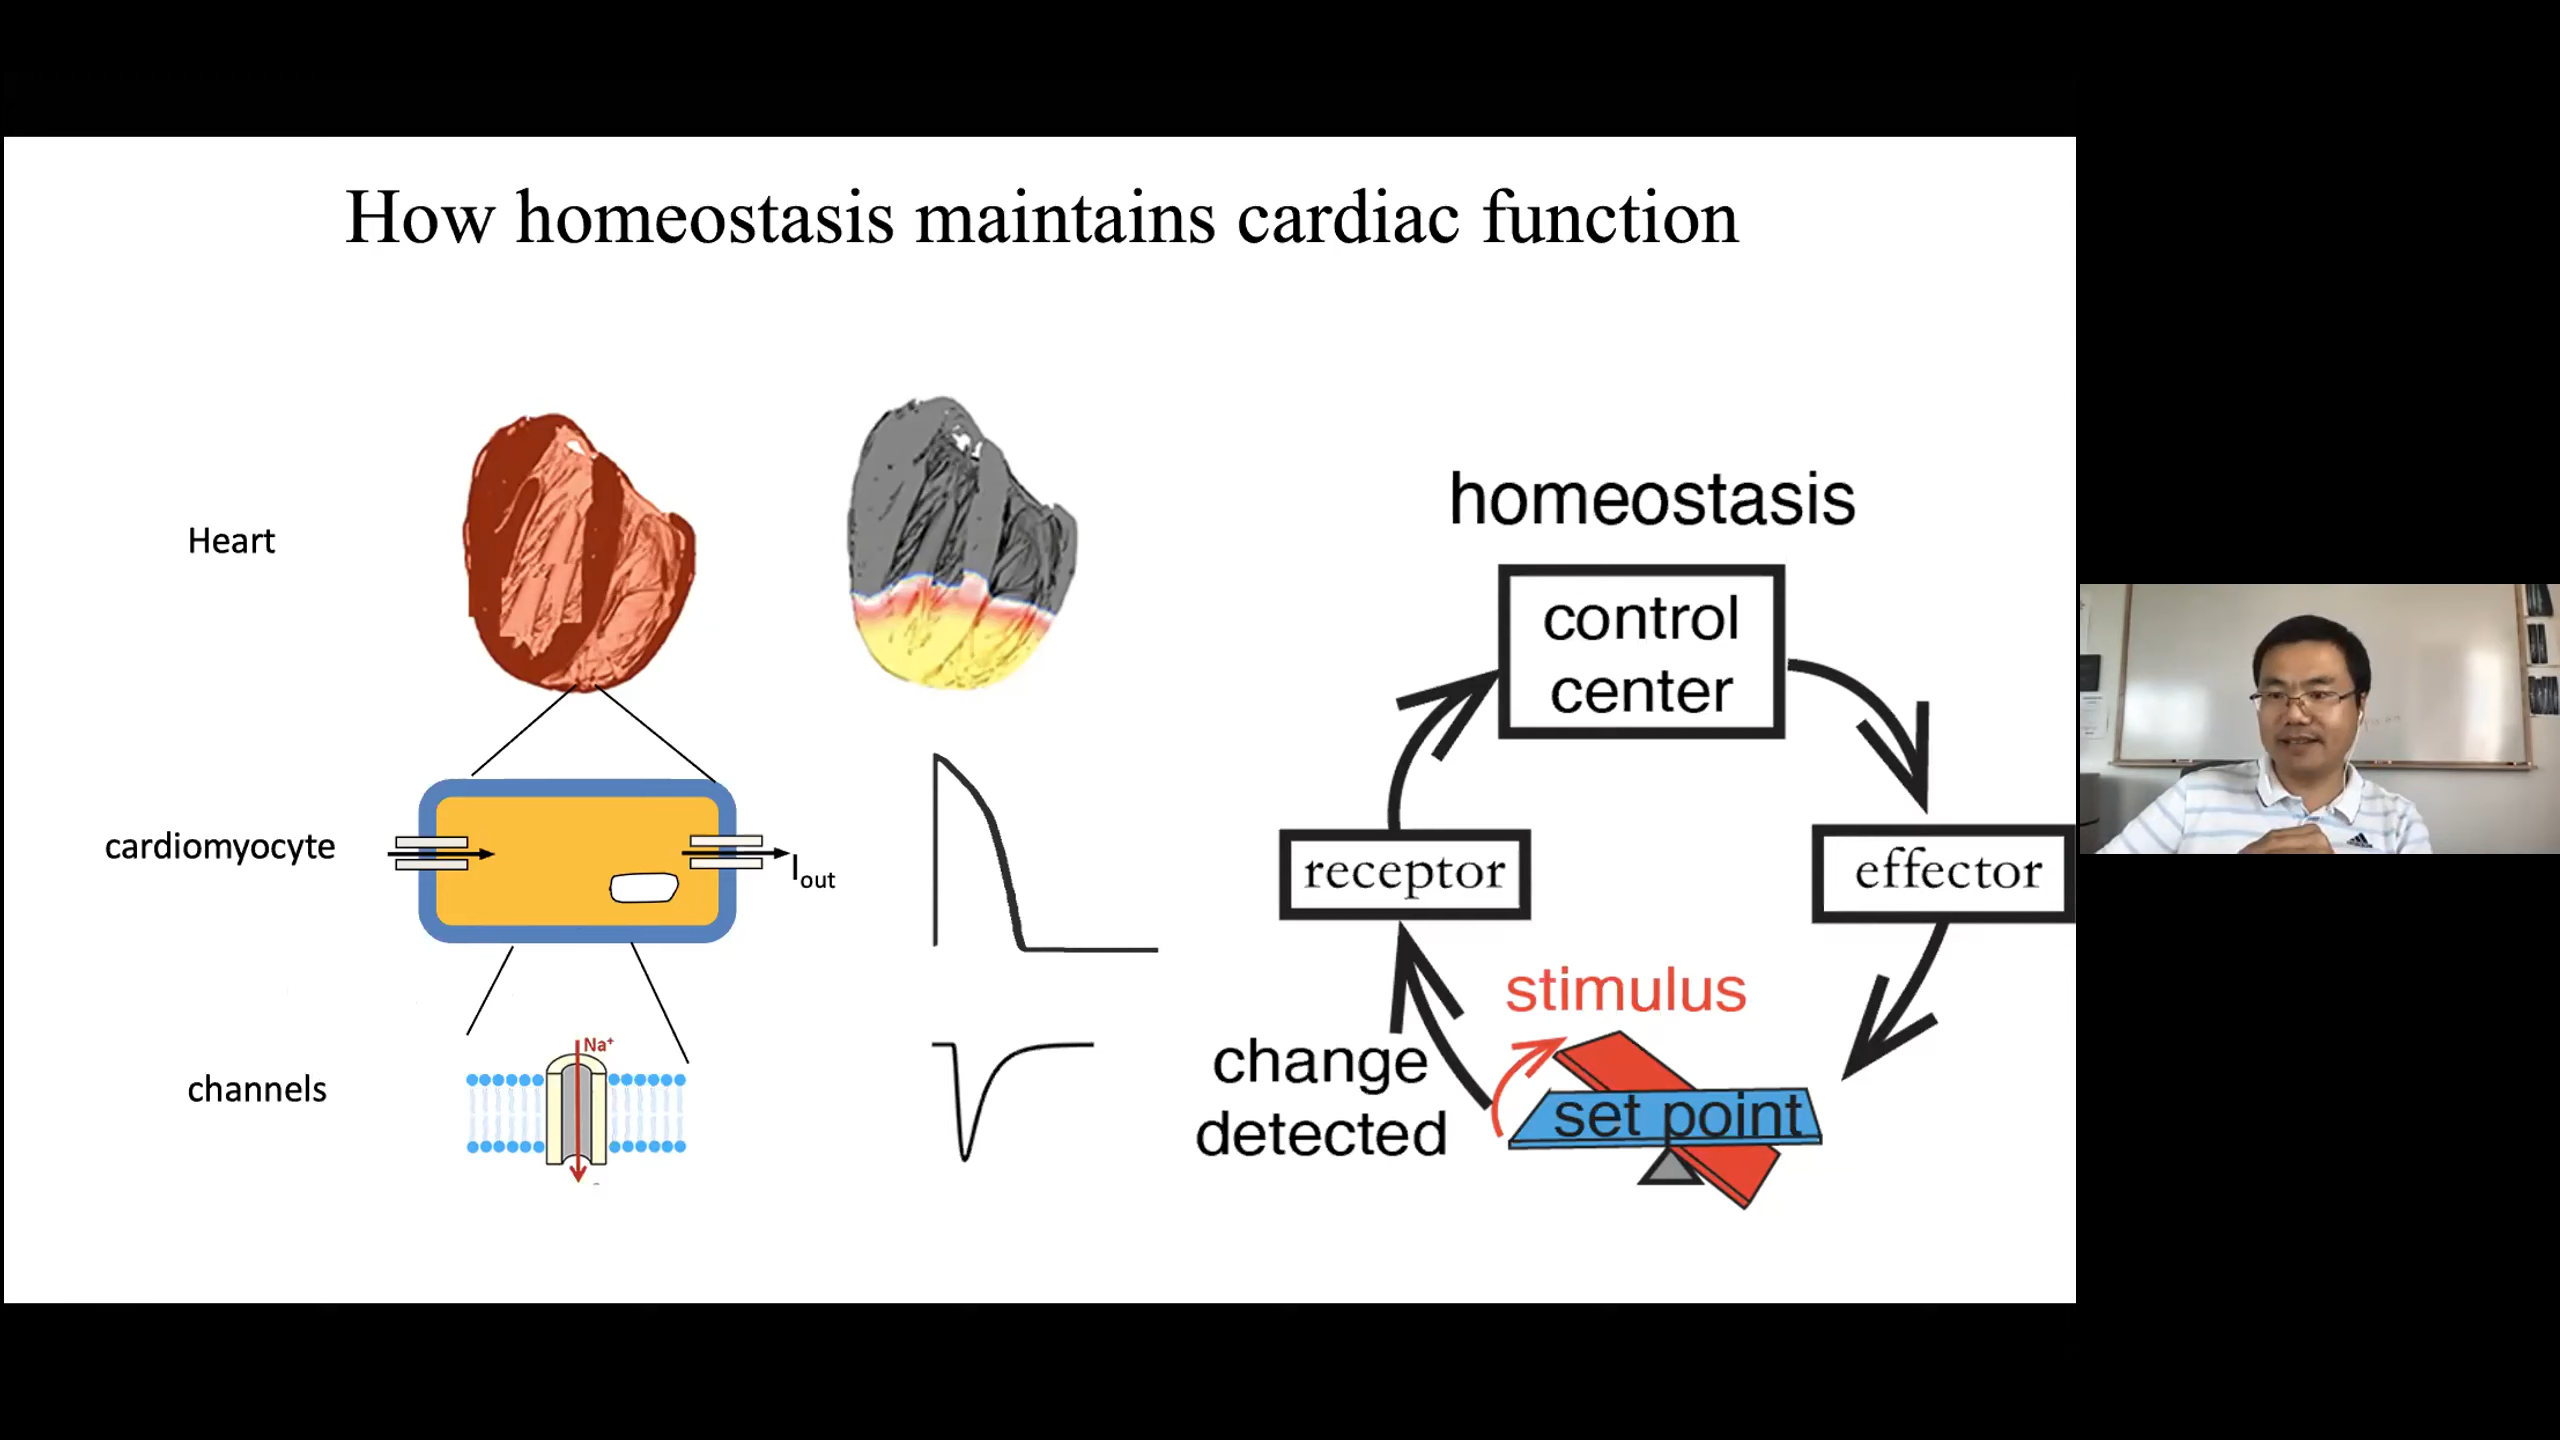 How homeostasis maintains cardiac function
Heart
cardiomyocyte
I out
channels
Na+
homeostasis
control
center
receptor
effector
stimulus
change
detected
set point